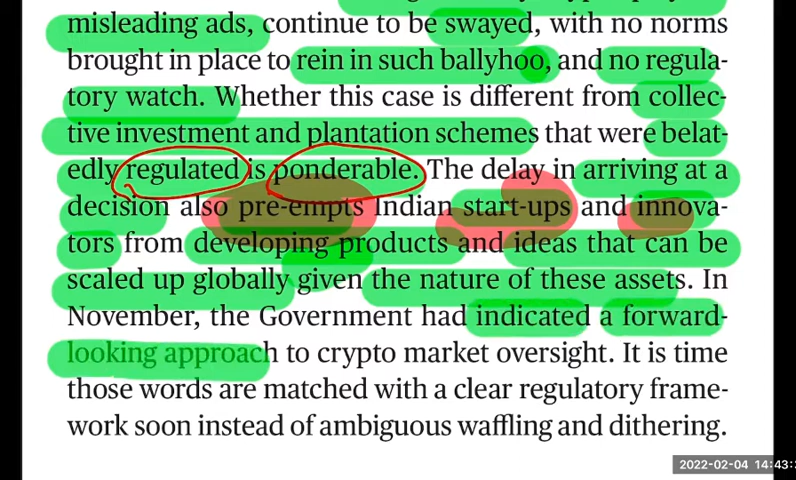 misleading ads, continue to be swayed, with no norms
brought in place to rein in such ballyhoo, and no regula-
tory watch. Whether this case is different from collec-
tive investment and plantation schemes that were belat-
edly regulated is ponderable. The delay in arriving at a
decision also pre-empts Indian start-ups and innova-
tors from developing products and ideas that can be
scaled up globally given the nature of these assets. In
November, the Government had indicated a forward-
looking approach to crypto market oversight. It is time
those words are matched with a clear regulatory frame-
work soon instead of ambiguous waffling and dithering.